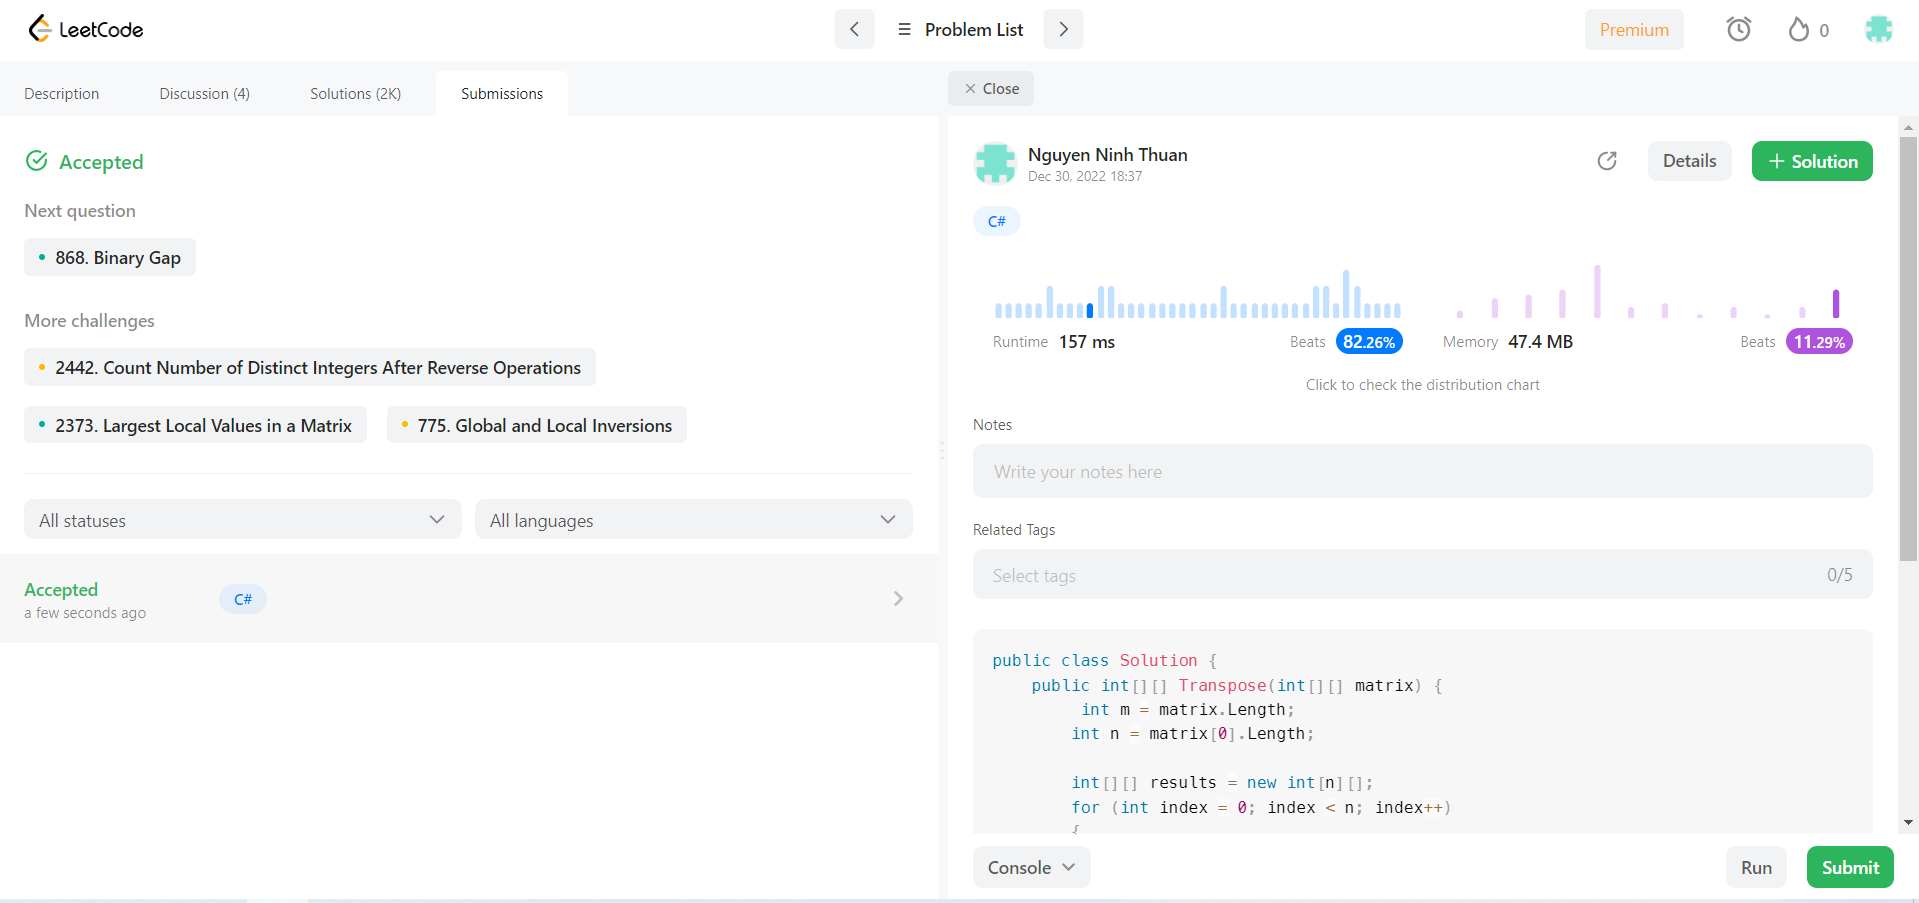 LeetCode
Problem List
Premium
0
Description
Discussion (4)
Solutions (2K)
Submissions
Accepted
Next question
868. Binary Gap
More challenges
2442. Count Number of Distinct Integers After Reverse Operations
2373. Largest Local Values in a Matrix
775. Global and Local Inversions
All statuses
All languages
Accepted
a few seconds ago
C#
Close
Nguyen Ninh Thuan
Dec 30, 2022 18:37
Details
+ Solution
C#
Runtime 157 ms
Beats 82.26%
Memory 47.4 MB
Beats 11.29%
Click to check the distribution chart
Notes
Write your notes here
Related Tags
Select tags
0/5
public class Solution {
public int[][] Transpose(int[][] matrix) {
int m = matrix.Length;
int n = matrix[0].Length;
int[][] results = new int[n][];
for (int index = 0; index < n; index++)
{
Console
Run
Submit